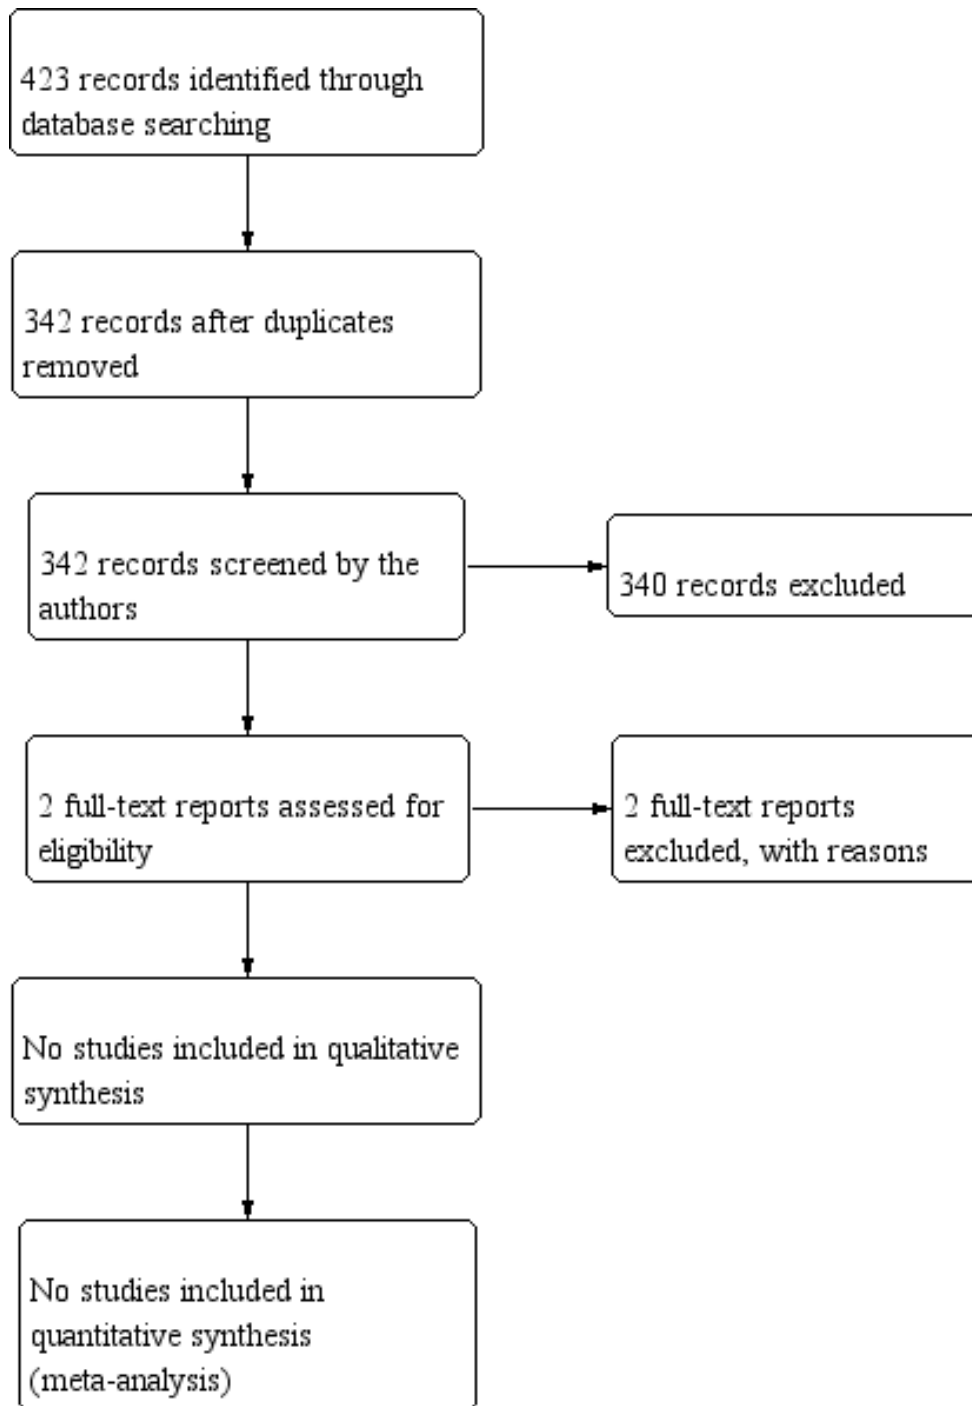 423 records identified through
database searching
342 records after duplicates
removed
342 records screened by the
authors
340 records excluded
2 full-text reports assessed for
eligibility
2 full-text reports
excluded, with reasons
No studies included in qualitative
synthesis
No studies included in
quantitative synthesis
(meta-analysis)